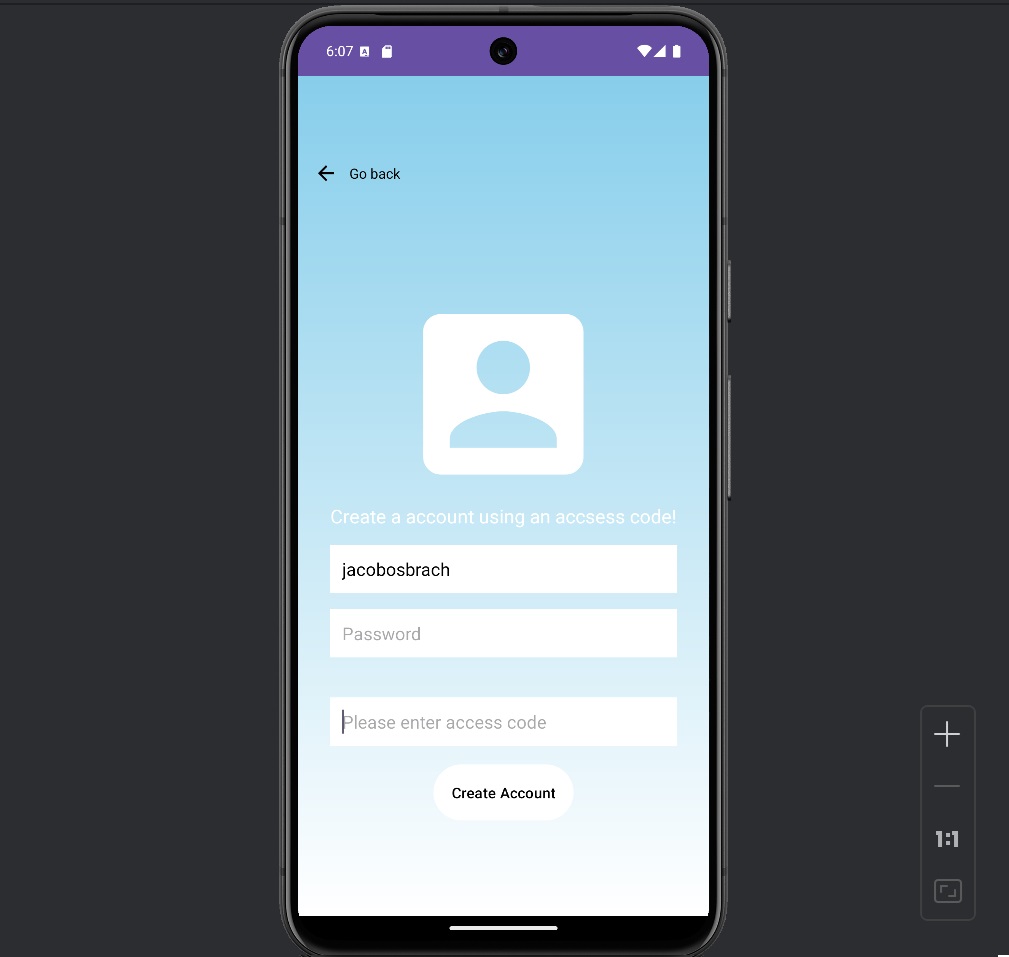 6:07
Go back
Create a account using an accsess code!
jacobosbrach
Password
Please enter access code
Create Account
1:1